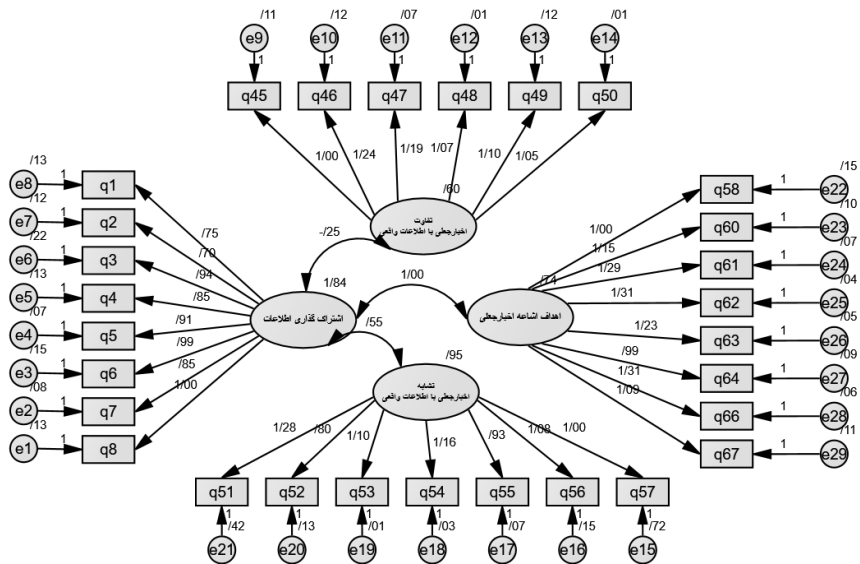 /11 /12 /07 /01 /12 /01
e9 e10 e11 e12 e13 e14
1 1 1 1 1 1
q45 q46 q47 q48 q49 q50
1/00 1/24 1/19 1/07 1/10 1/05
/60
تفاوت
اخبارجعلی با اطلاعات واقعی
-/25
/13
e8 1 q1 /75
/12
e7 1 q2 /70
/22
e6 1 q3 /94
/13
e5 1 q4 /85
/07
e4 1 q5 /91
/15
e3 1 q6 /99
/08
e2 1 q7 /85
/13
e1 1 q8 1/00
1/84
اشتراک گذاری اطلاعات
1/00
/55
/74
اهداف اشاعه اخبارجعلی
/15
1/00 q58 1 e22
/10
1/15 q60 1 e23
/07
1/29 q61 1 e24
/04
1/31 q62 1 e25
/05
1/23 q63 1 e26
/09
/99 q64 1 e27
/06
1/31 q66 1 e28
/11
1/09 q67 1 e29
/95
تشابه
اخبارجعلی با اطلاعات واقعی
1/28 /80 1/10 1/16 /93 1/08 1/00
q51 q52 q53 q54 q55 q56 q57
1 1 1 1 1 1 1
/42 /13 /01 /03 /07 /15 /72
e21 e20 e19 e18 e17 e16 e15